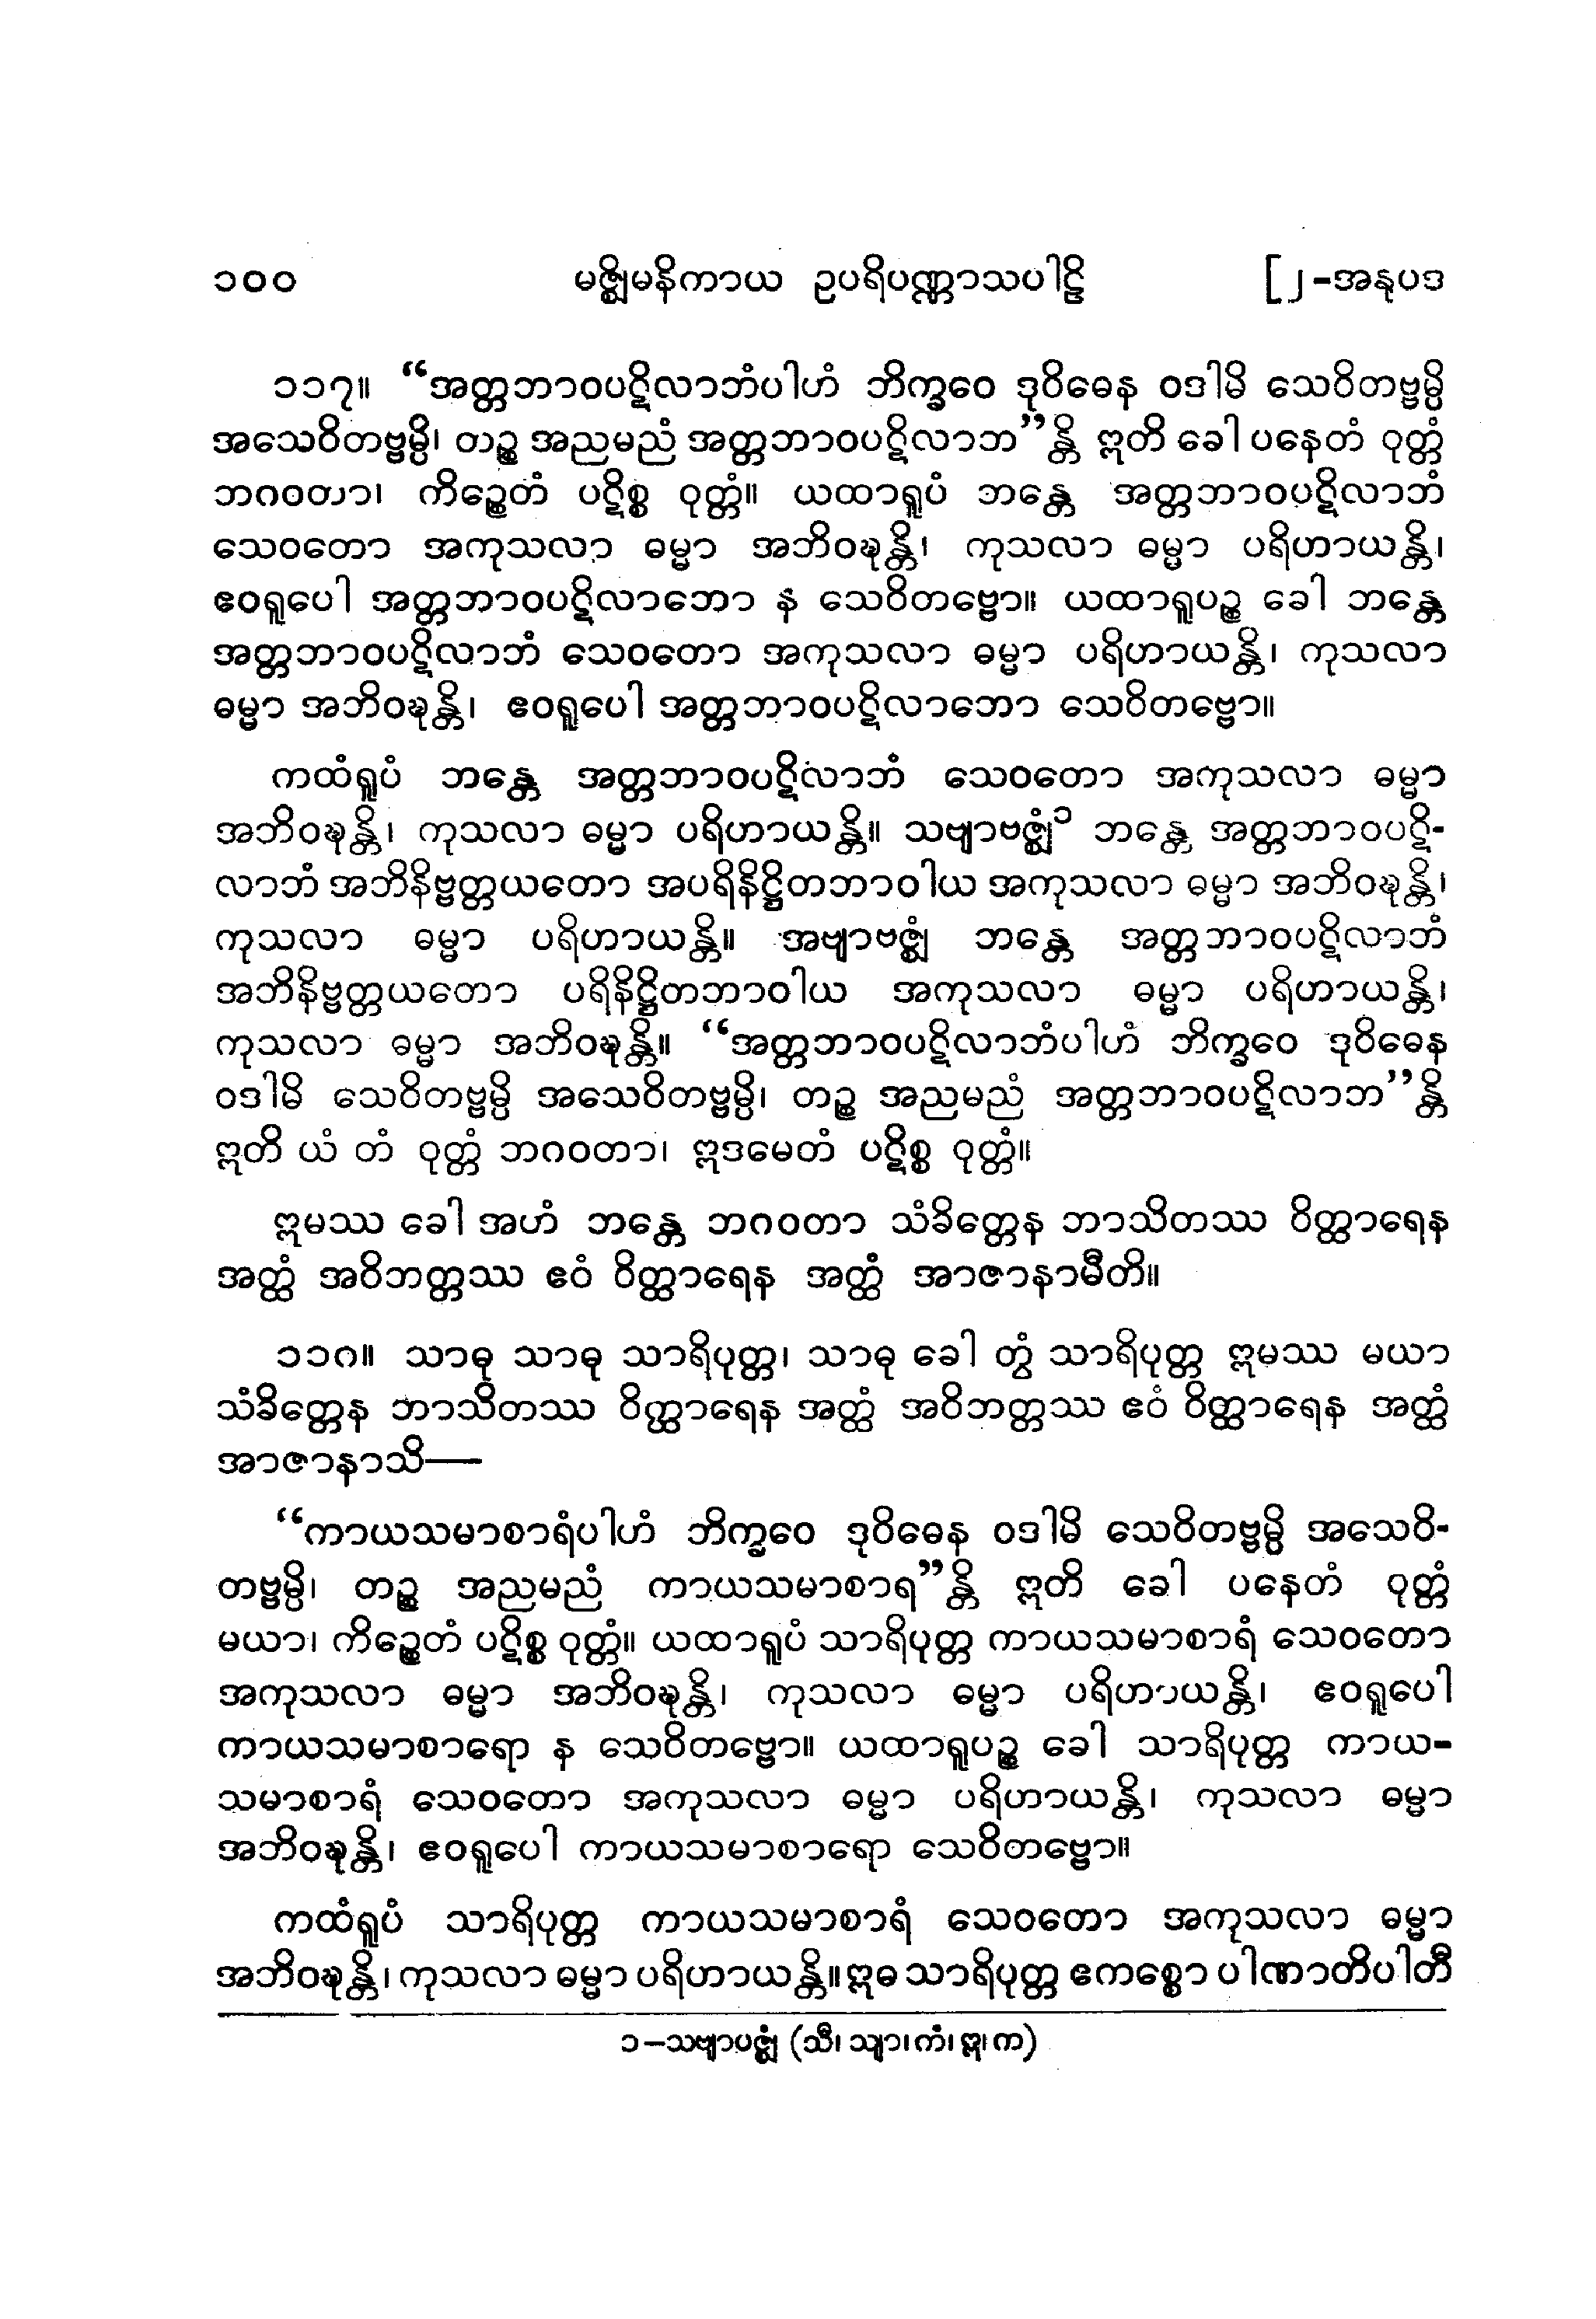 ၁၀၀ မဇ္ဈိမနိကာယ ဥပရိပဏ္ဏာသပါဠိ [၂-အနုပဒ
၁၁၇။ “အတ္တဘာဝပဋိလာဘံပါဟံ ဘိက္ခဝေ ဒုဝိဓေန ဝဒါမိ သေဝိတဗ္ဗမ္ပိ
အသေဝိတဗ္ဗမ္ပိ၊ တဉ္စ အညမညံ အတ္တဘာဝပဋိလာဘ”န္တိ ဣတိ ခေါ ပနေတံ ဝုတ္တံ
ဘဂဝတာ၊ ကိဉ္စေတံ ပဋိစ္စ ဝုတ္တံ။ ယထာရူပံ ဘန္တေ အတ္တဘာဝပဋိလာဘံ
သေဝတော အကုသလာ ဓမ္မာ အဘိဝဍ္ဎန္တိ၊ ကုသလာ ဓမ္မာ ပရိဟာယန္တိ၊
ဧဝရူပေါ အတ္တဘာဝပဋိလာဘော န သေဝိတဗ္ဗော။ ယထာရူပဉ္စ ခေါ ဘန္တေ
အတ္တဘာဝပဋိလာဘံ သေဝတော အကုသလာ ဓမ္မာ ပရိဟာယန္တိ၊ ကုသလာ
ဓမ္မာ အဘိဝဍ္ဎန္တိ၊ ဧဝရူပေါ အတ္တဘာဝပဋိလာဘော သေဝိတဗ္ဗော။
ကထံရူပံ ဘန္တေ အတ္တဘာဝပဋိလာဘံ သေဝတော အကုသလာ ဓမ္မာ
အဘိဝဍ္ဎန္တိ၊ ကုသလာ ဓမ္မာ ပရိဟာယန္တိ။ သဗျာဗဇ္ဈံ၁ ဘန္တေ အတ္တဘာဝပဋိ-
လာဘံ အဘိနိဗ္ဗတ္တယတော အပရိနိဋ္ဌိတဘာဝါယ အကုသလာ ဓမ္မာ အဘိဝဍ္ဎန္တိ၊
ကုသလာ ဓမ္မာ ပရိဟာယန္တိ။ အဗျာဗဇ္ဈံ ဘန္တေ အတ္တဘာဝပဋိလာဘံ
အဘိနိဗ္ဗတ္တယတော ပရိနိဋ္ဌိတဘာဝါယ အကုသလာ ဓမ္မာ ပရိဟာယန္တိ၊
ကုသလာ ဓမ္မာ အဘိဝဍ္ဎန္တိ။ “အတ္တဘာဝပဋိလာဘံပါဟံ ဘိက္ခဝေ ဒုဝိဓေန
ဝဒါမိ သေဝိတဗ္ဗမ္ပိ အသေဝိတဗ္ဗမ္ပိ၊ တဉ္စ အညမညံ အတ္တဘာဝပဋိလာဘ”န္တိ
ဣတိ ယံ တံ ဝုတ္တံ ဘဂဝတာ၊ ဣဒမေတံ ပဋိစ္စ ဝုတ္တံ။
ဣမဿ ခေါ အဟံ ဘန္တေ ဘဂဝတာ သံခိတ္တေန ဘာသိတဿ ဝိတ္ထာရေန
အတ္ထံ အဝိဘတ္တဿ ဧဝံ ဝိတ္ထာရေန အတ္ထံ အာဇာနာမီတိ။
၁၁၈။ သာဓု သာဓု သာရိပုတ္တ၊ သာဓု ခေါ တွံ သာရိပုတ္တ ဣမဿ မယာ
သံခိတ္တေန ဘာသိတဿ ဝိတ္ထာရေန အတ္ထံ အဝိဘတ္တဿ ဧဝံ ဝိတ္ထာရေန အတ္ထံ
အာဇာနာသိ—
“ကာယသမာစာရံပါဟံ ဘိက္ခဝေ ဒုဝိဓေန ဝဒါမိ သေဝိတဗ္ဗမ္ပိ အသေဝိ-
တဗ္ဗမ္ပိ၊ တဉ္စ အညမညံ ကာယသမာစာရ”န္တိ ဣတိ ခေါ ပနေတံ ဝုတ္တံ
မယာ၊ ကိဉ္စေတံ ပဋိစ္စ ဝုတ္တံ။ ယထာရူပံ သာရိပုတ္တ ကာယသမာစာရံ သေဝတော
အကုသလာ ဓမ္မာ အဘိဝဍ္ဎန္တိ၊ ကုသလာ ဓမ္မာ ပရိဟာယန္တိ၊ ဧဝရူပေါ
ကာယသမာစာရော န သေဝိတဗ္ဗော။ ယထာရူပဉ္စ ခေါ သာရိပုတ္တ ကာယ-
သမာစာရံ သေဝတော အကုသလာ ဓမ္မာ ပရိဟာယန္တိ၊ ကုသလာ ဓမ္မာ
အဘိဝဍ္ဎန္တိ၊ ဧဝရူပေါ ကာယသမာစာရော သေဝိတဗ္ဗော။
ကထံရူပံ သာရိပုတ္တ ကာယသမာစာရံ သေဝတော အကုသလာ ဓမ္မာ
အဘိဝဍ္ဎန္တိ၊ ကုသလာ ဓမ္မာ ပရိဟာယန္တိ။ ဣဓ သာရိပုတ္တ ဧကစ္စော ပါဏာတိပါတီ
၁−သဗျာပဇ္ဈံ (သီ၊ သျာ၊ ကံ၊ ဣ၊ က)